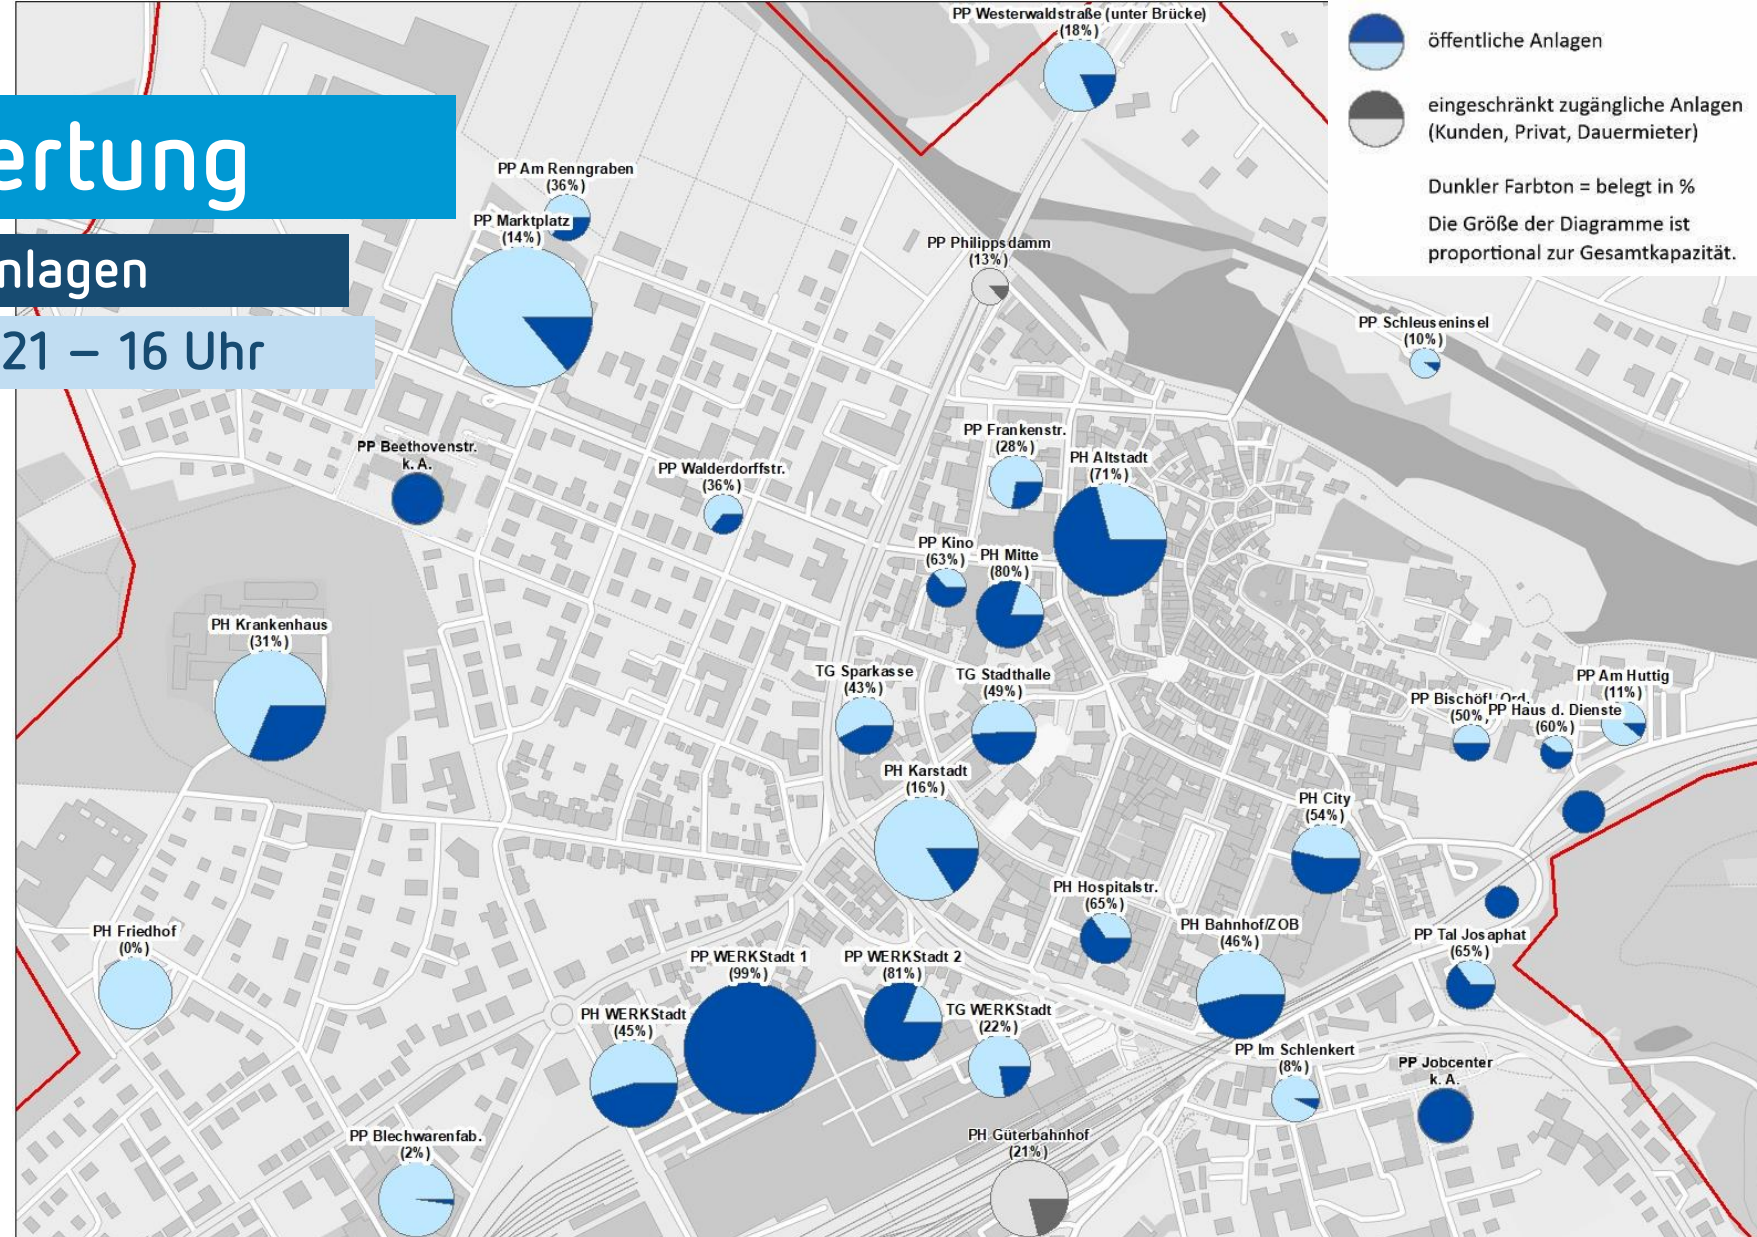 PP Westerwaldstraße (unter Brücke)
(18%)
öffentliche Anlagen
eingeschränkt zugängliche Anlagen
(Kunden, Privat, Dauermieter)
Dunkler Farbton = belegt in %
Die Größe der Diagramme ist
proportional zur Gesamtkapazität.
ertung
nlagen
21 – 16 Uhr
PP Am Renngraben
(36%)
PP Marktplatz
(14%)
PP Philippsdamm
(13%)
PP Schleuseninsel
(10%)
PP Beethovenstr.
k. A.
PP Walderdorffstr.
(36%)
PP Frankenstr.
(28%)
PH Altstadt
(71%)
PP Kino
(63%)
PH Mitte
(80%)
PH Krankenhaus
(31%)
TG Sparkasse
(43%)
TG Stadthalle
(49%)
PP Am Huttig
(11%)
PP Bischöfl. Ord.
(50%)
PP Haus d. Dienste
(60%)
PH Karstadt
(16%)
PH City
(54%)
PH Hospitalstr.
(65%)
PH Bahnhof/ZOB
(46%)
PP Tal Josaphat
(65%)
PH Friedhof
(0%)
PP WERKStadt 1
(99%)
PP WERKStadt 2
(81%)
PH WERKStadt
(45%)
TG WERKStadt
(22%)
PP Im Schlenkert
(8%)
PP Jobcenter
k. A.
PP Blechwarenfab.
(2%)
PH Güterbahnhof
(21%)